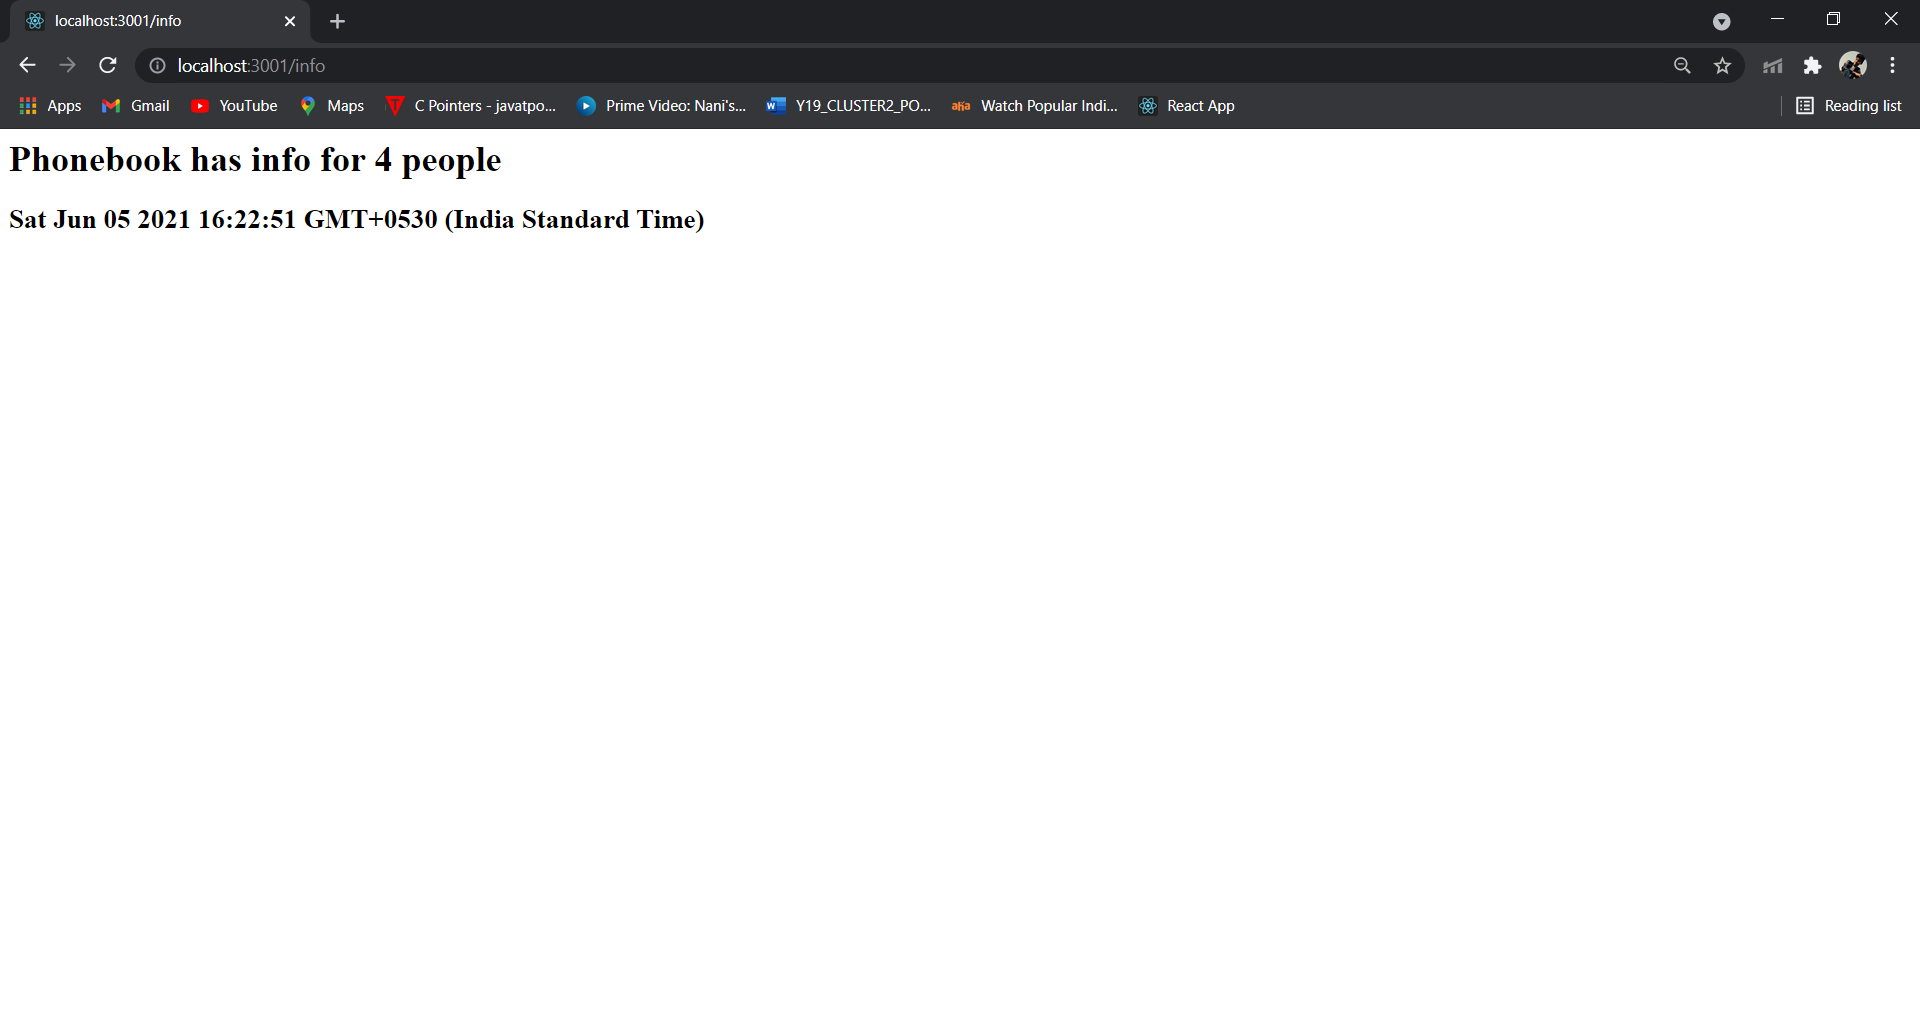 localhost:3001/info
localhost:3001/info
Apps Gmail YouTube Maps C Pointers - javatpo... Prime Video: Nani's... Y19_CLUSTER2_PO... aha Watch Popular Indi... React App Reading list
Phonebook has info for 4 people
Sat Jun 05 2021 16:22:51 GMT+0530 (India Standard Time)